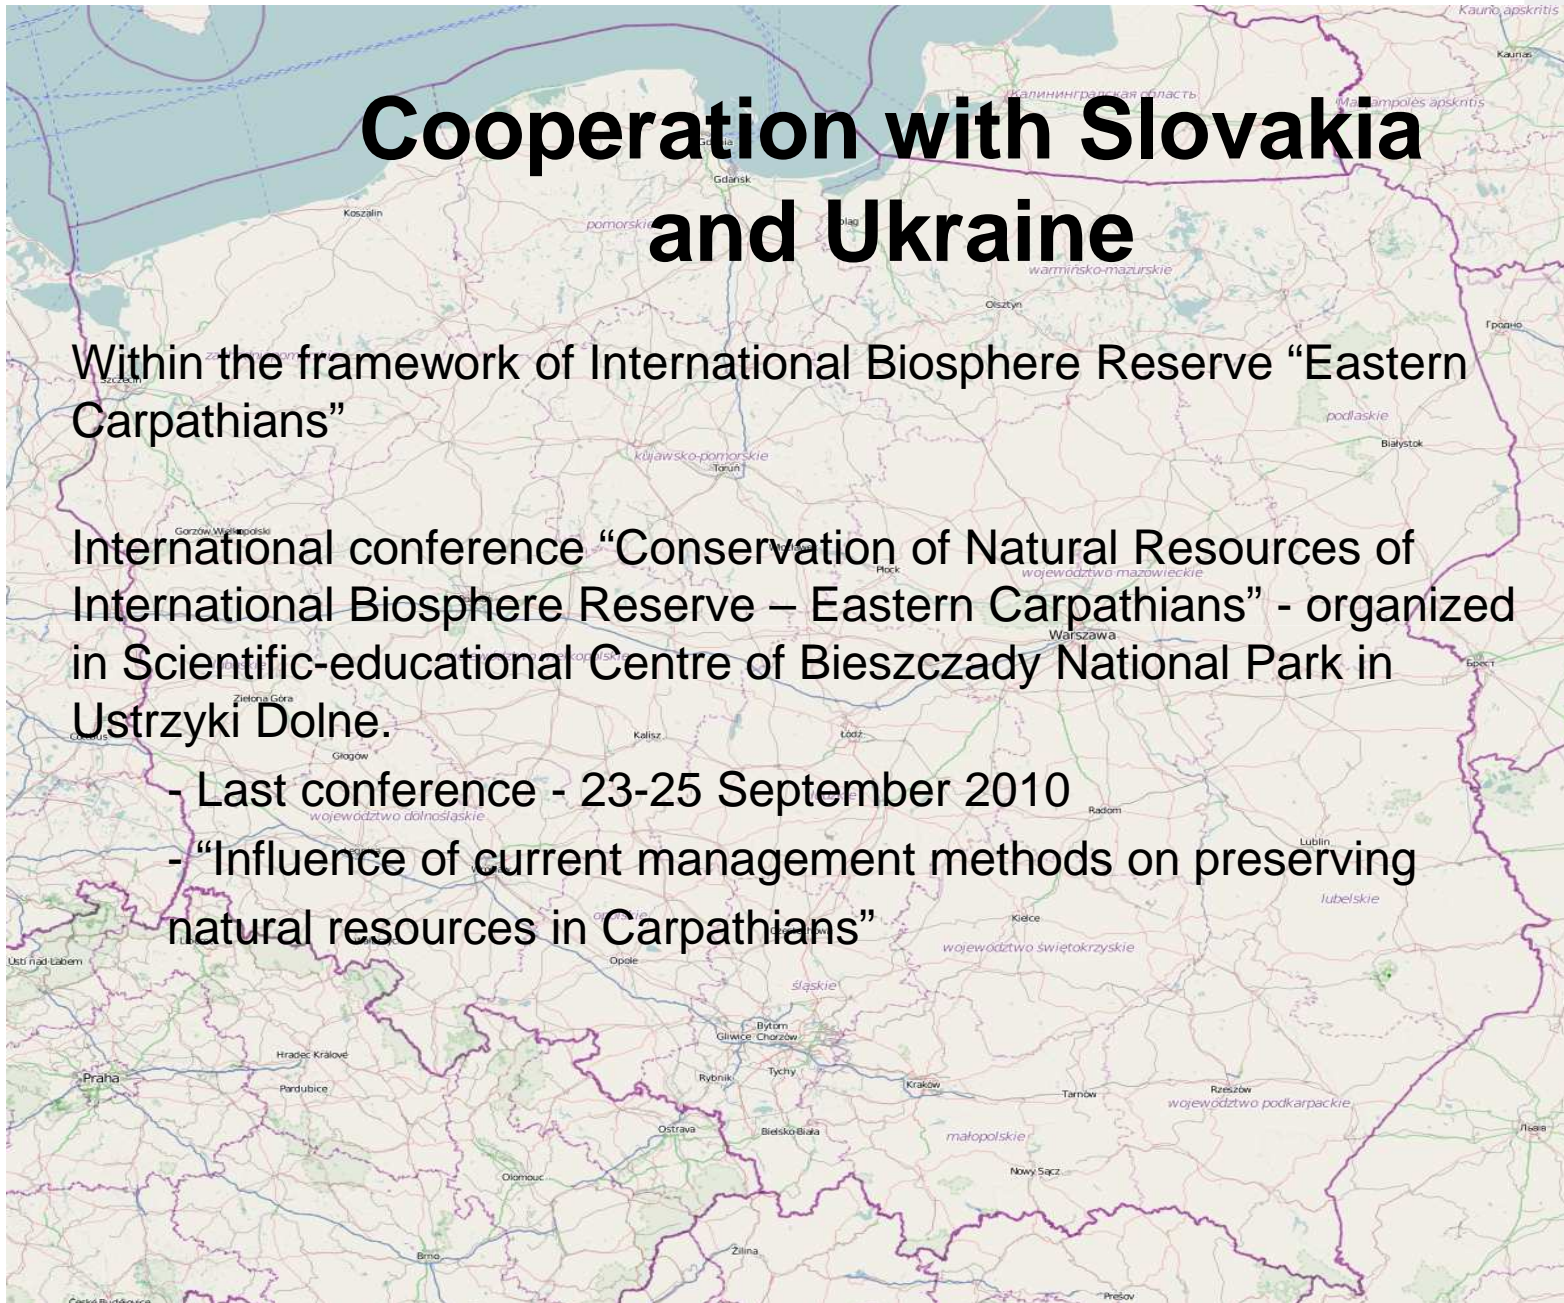 Kauno apskritis
Kaunas
Калининградская область
Cooperation with Slovakia
Gdańsk
Koszalin
pomorskie
and Ukraine
warmińsko-mazurskie
Olsztyn
Гродно
Within the framework of International Biosphere Reserve “Eastern
Szczecin
Carpathians”
podlaskie
Białystok
kujawsko-pomorskie
Toruń
Gorzów Wielkopolski
International conference “Conservation of Natural Resources of
Płock
województwo mazowieckie
International Biosphere Reserve – Eastern Carpathians” - organized
Warszawa
in Scientific-educational Centre of Bieszczady National Park in
Брест
Zielona Góra
Ustrzyki Dolne.
Kalisz
Łódź
Głogów
- Last conference - 23-25 September 2010
Radom
województwo dolnośląskie
Lublin
- “Influence of current management methods on preserving
lubelskie
Kielce
natural resources in Carpathians”
województwo świętokrzyskie
Ústí nad Labem
Opole
śląskie
Bytom
Gliwice Chorzów
Hradec Králové
Praha
Pardubice
Rybnik
Tychy
Kraków
Tarnów
Rzeszów
województwo podkarpackie
Ostrava
Bielsko-Biała
małopolskie
Львів
Olomouc
Nowy Sącz
Brno
Žilina
České Budějovice
Prešov